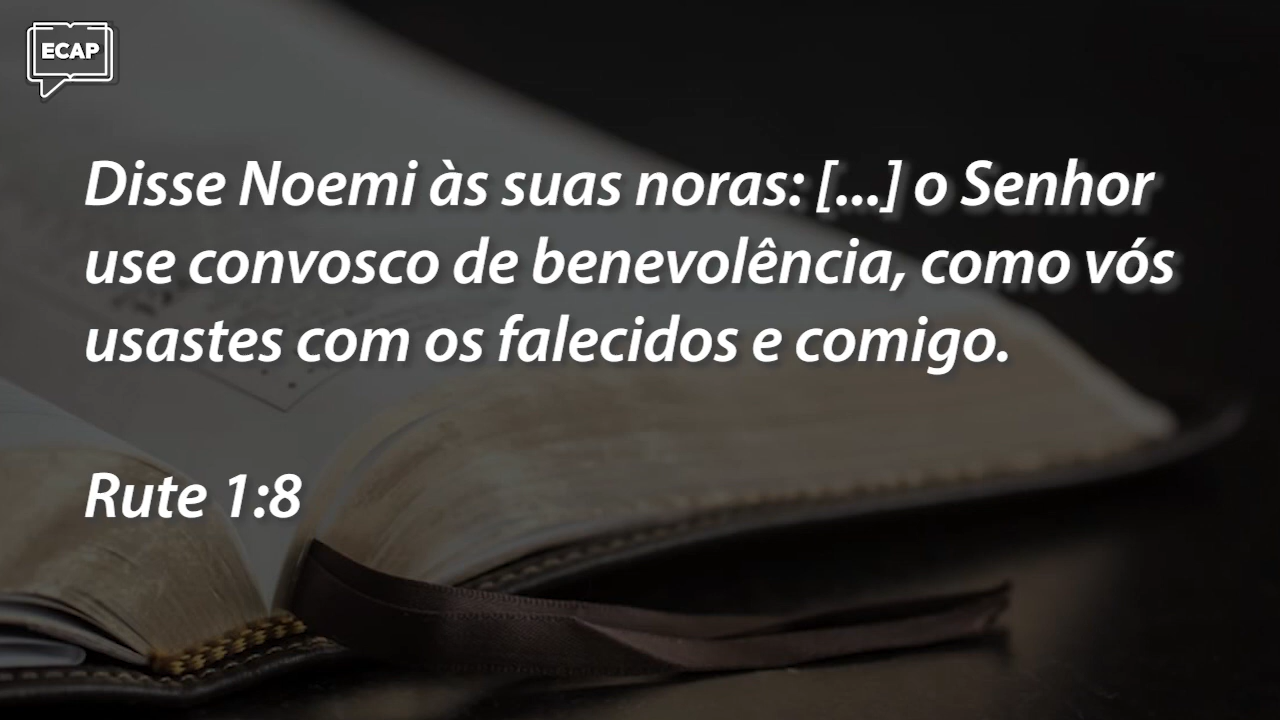 ECAP
Disse Noemi às suas noras: [...] o Senhor
use convosco de benevolência, como vós
usastes com os falecidos e comigo.
Rute 1:8